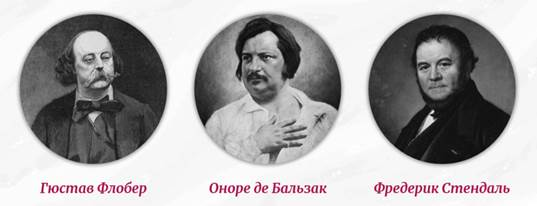 Гюстав Флобер
Оноре де Бальзак
Фредерик Стендаль